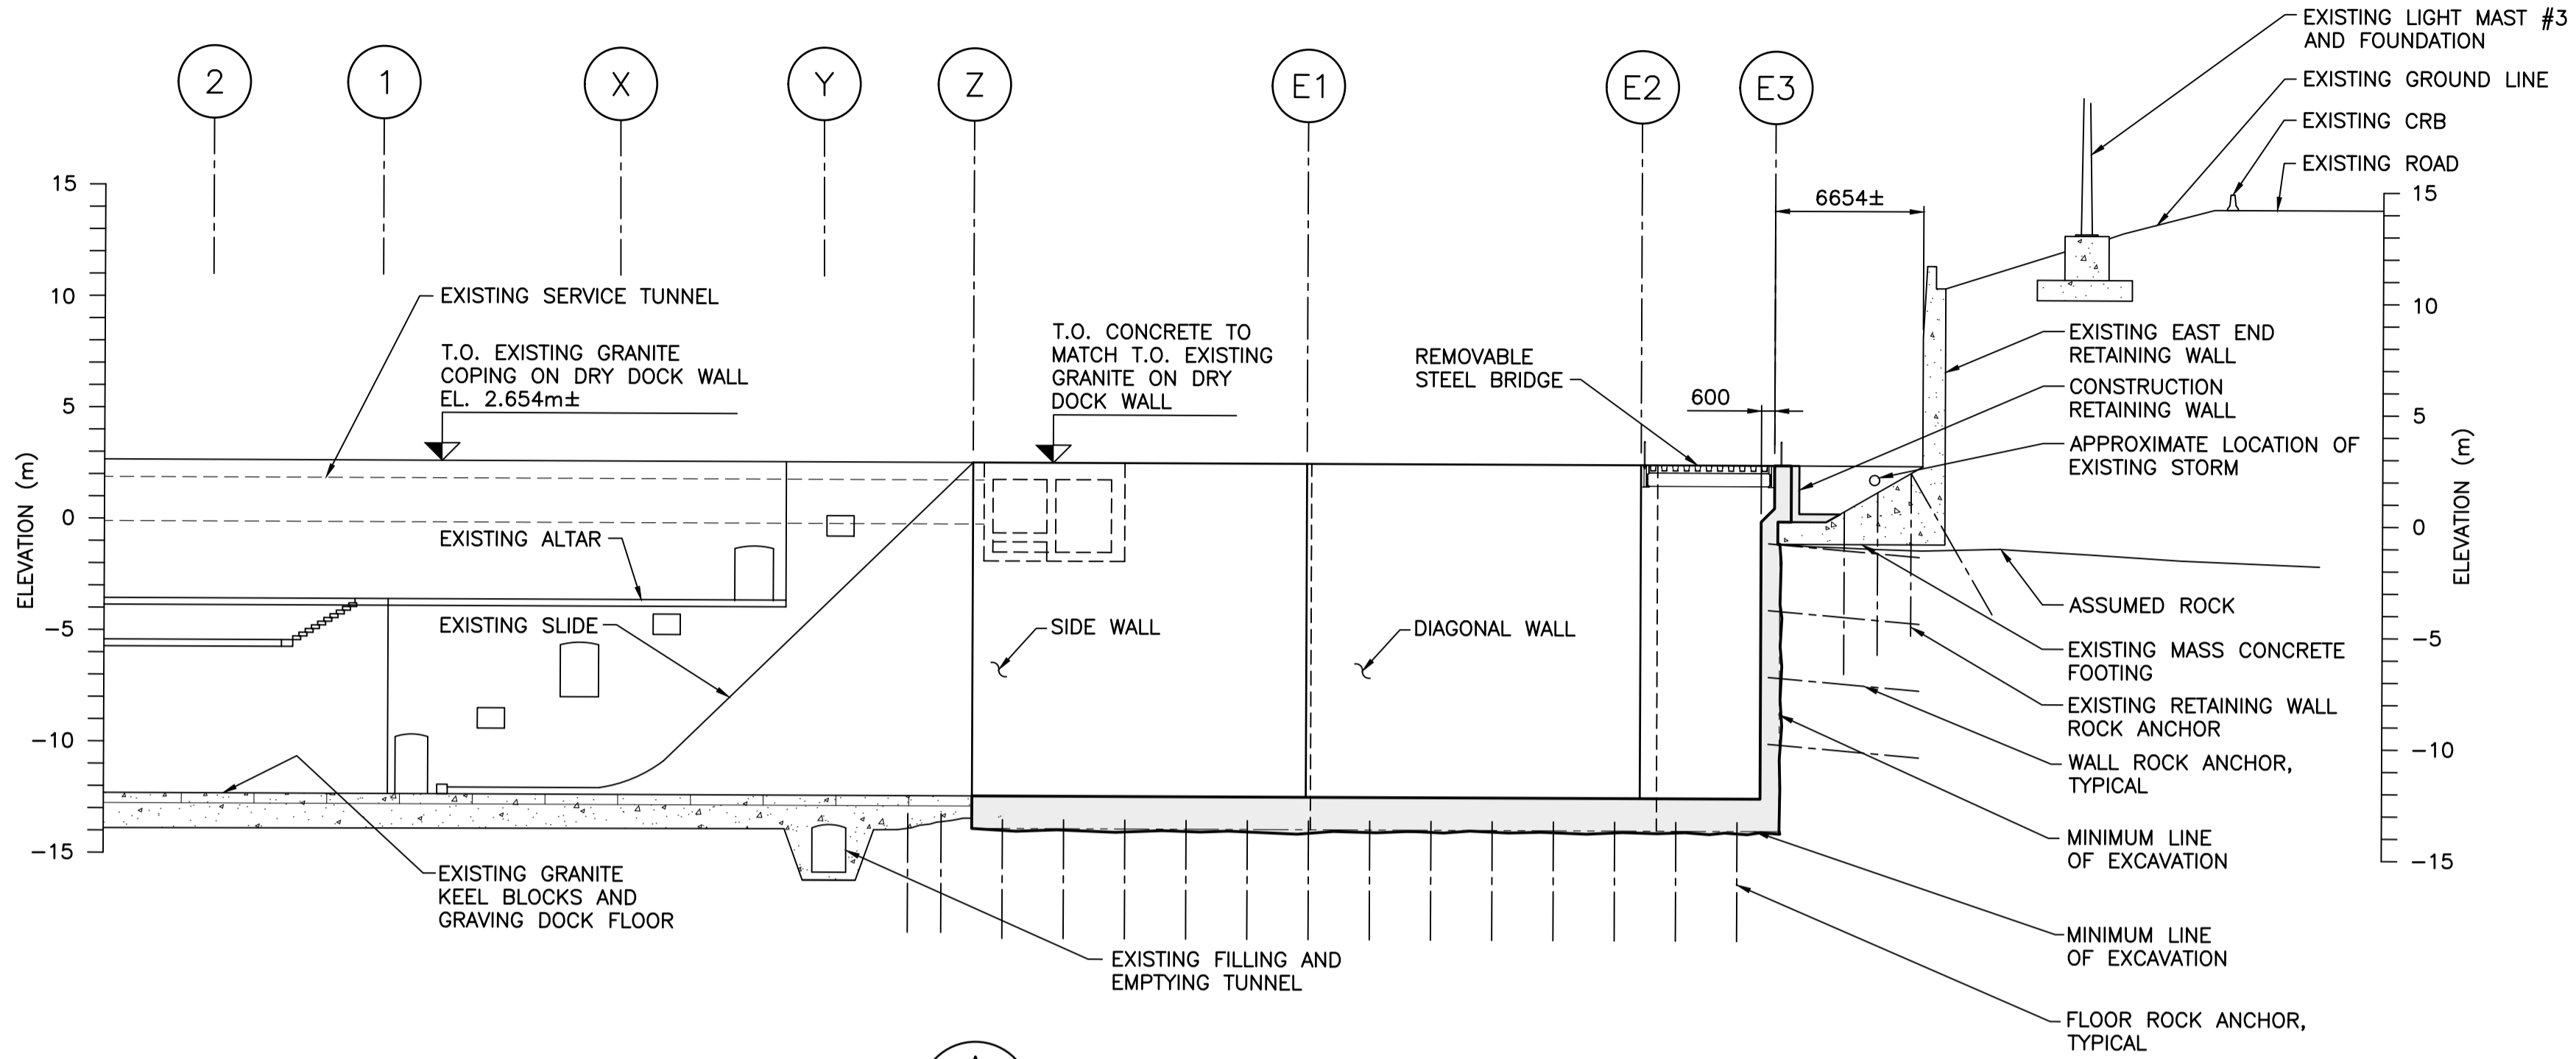 2 1 X Y Z E1 E2 E3
EXISTING LIGHT MAST #3
AND FOUNDATION
EXISTING GROUND LINE
EXISTING CRB
EXISTING ROAD
6654±
15
10
5
0
-5
-10
-15
ELEVATION (m)
EXISTING SERVICE TUNNEL
T.O. EXISTING GRANITE
COPING ON DRY DOCK WALL
EL. 2.654m±
T.O. CONCRETE TO
MATCH T.O. EXISTING
GRANITE ON DRY
DOCK WALL
REMOVABLE
STEEL BRIDGE
600
EXISTING ALTAR
EXISTING SLIDE
SIDE WALL
DIAGONAL WALL
EXISTING GRANITE
KEEL BLOCKS AND
GRAVING DOCK FLOOR
EXISTING FILLING AND
EMPTYING TUNNEL
15
10
5
0
-5
-10
-15
ELEVATION (m)
EXISTING EAST END
RETAINING WALL
CONSTRUCTION
RETAINING WALL
APPROXIMATE LOCATION OF
EXISTING STORM
ASSUMED ROCK
EXISTING MASS CONCRETE
FOOTING
EXISTING RETAINING WALL
ROCK ANCHOR
WALL ROCK ANCHOR,
TYPICAL
MINIMUM LINE
OF EXCAVATION
MINIMUM LINE
OF EXCAVATION
FLOOR ROCK ANCHOR,
TYPICAL